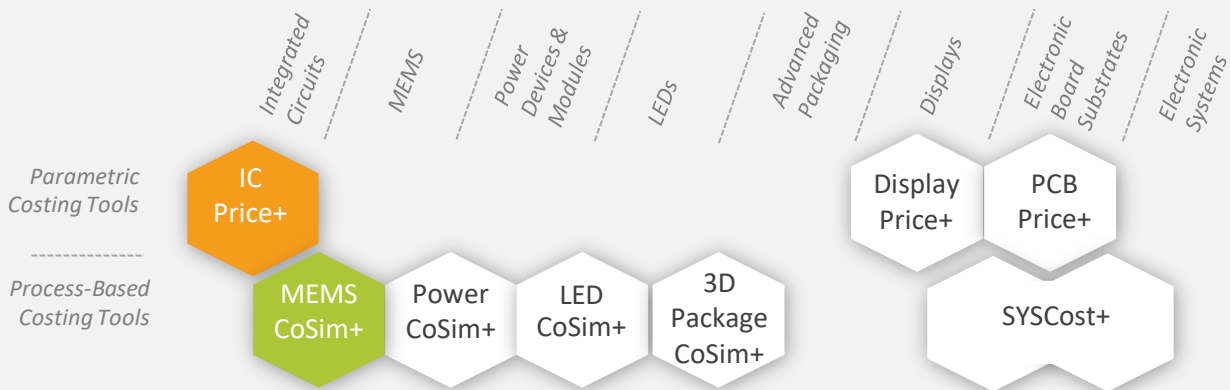 Integrated
Circuits
MEMS
Power
Devices &
Modules
LEDs
Advanced
Packaging
Displays
Electronic
Board
Substrates
Electronic
Systems
Parametric
Costing Tools
IC
Price+
Display
Price+
PCB
Price+
Process-Based
Costing Tools
MEMS
CoSim+
Power
CoSim+
LED
CoSim+
3D
Package
CoSim+
SYSCost+